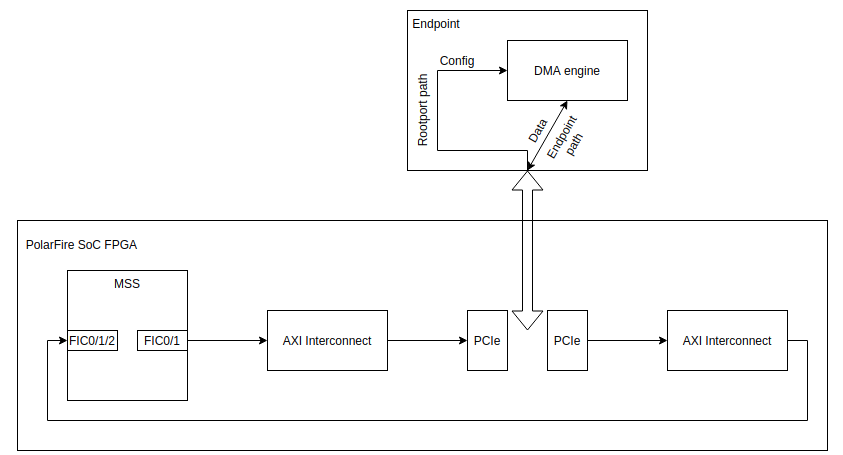 Endpoint
Config
DMA engine
Rootport path
Data
Endpoint
path
PolarFire SoC FPGA
MSS
FIC0/1/2
FIC0/1
AXI Interconnect
PCIe
PCIe
AXI Interconnect